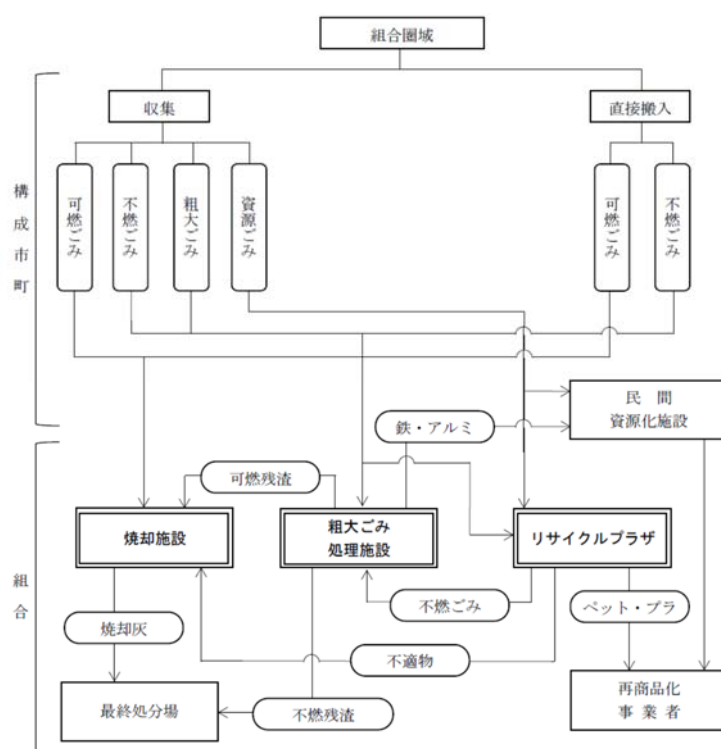 組合圏域
収集
直接搬入
構成市町
可燃ごみ
不燃ごみ
粗大ごみ
資源ごみ
可燃ごみ
不燃ごみ
民　間
資源化施設
鉄・アルミ
可燃残渣
焼却施設
粗大ごみ
処理施設
リサイクルプラザ
組合
不燃ごみ
ペット・プラ
焼却灰
不適物
最終処分場
不燃残渣
再商品化
事 業 者